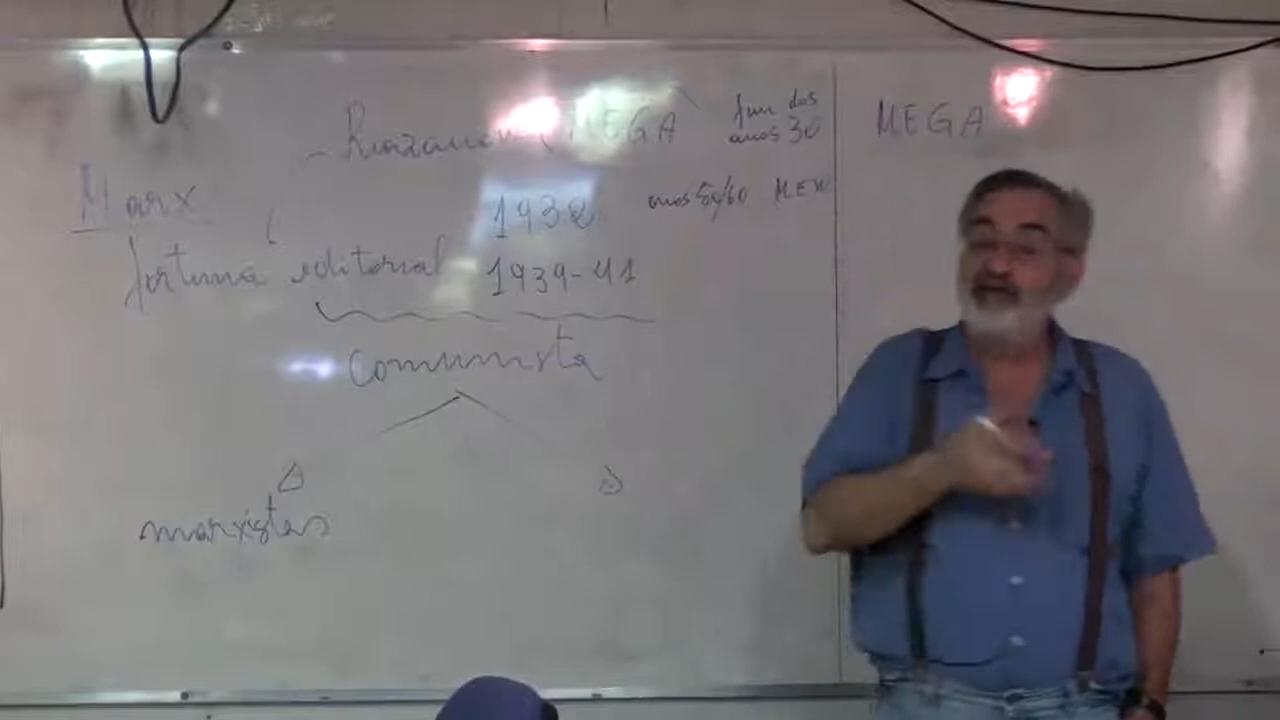 - Riazanov (MEGA fim dos anos 30
MEGA
Marx
1938 anos 50/60 MEW
fortuna editorial 1939-41
comunista
marxistas